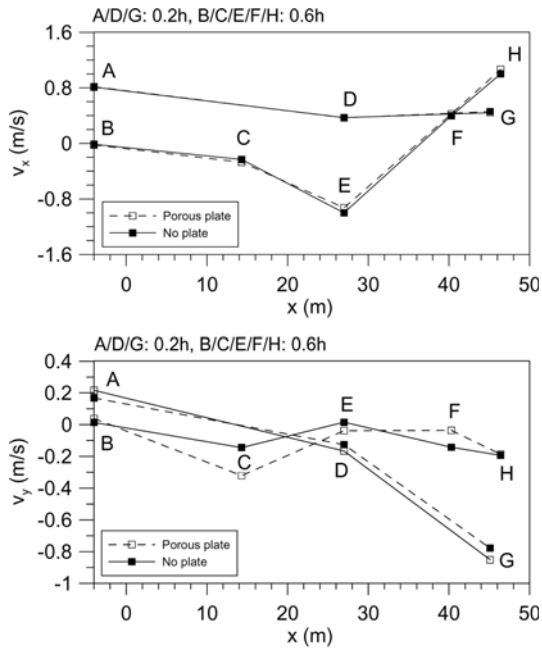 A/D/G: 0.2h, B/C/E/F/H: 0.6h
1.6
0.8
0
-0.8
-1.6
vx (m/s)
A
B
C
D
E
F
G
H
Porous plate
No plate
0 10 20 30 40 50
x (m)
A/D/G: 0.2h, B/C/E/F/H: 0.6h
0.4
0.2
0
-0.2
-0.4
-0.6
-0.8
-1
vy (m/s)
A
B
C
D
E
F
G
H
Porous plate
No plate
0 10 20 30 40 50
x (m)